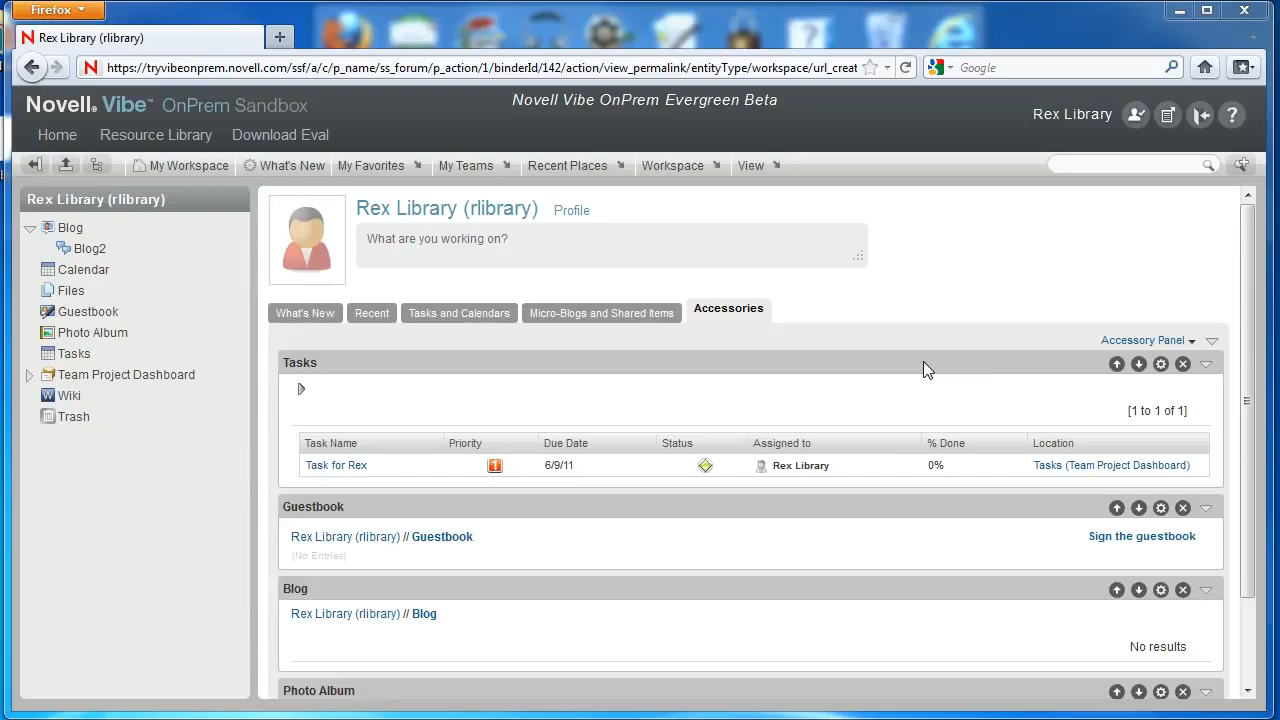 Firefox
Rex Library (rlibrary)
https://tryvibeonprem.novell.com/ssf/a/c/p_name/ss_forum/p_action/1/binderId/142/action/view_permalink/entityType/workspace/url_creat
Google
Novell® Vibe™ OnPrem Sandbox
Novell Vibe OnPrem Evergreen Beta
Rex Library
Home Resource Library Download Eval
My Workspace What's New My Favorites My Teams Recent Places Workspace View
Rex Library (rlibrary)
Blog
Blog2
Calendar
Files
Guestbook
Photo Album
Tasks
Team Project Dashboard
Wiki
Trash
Rex Library (rlibrary) Profile
What are you working on?
What's New Recent Tasks and Calendars Micro-Blogs and Shared Items Accessories
Accessory Panel
Tasks
[1 to 1 of 1]
Task Name Priority Due Date Status Assigned to % Done Location
Task for Rex 1 6/9/11 Rex Library 0% Tasks (Team Project Dashboard)
Guestbook
Rex Library (rlibrary) // Guestbook Sign the guestbook
[No Entries]
Blog
Rex Library (rlibrary) // Blog
No results
Photo Album